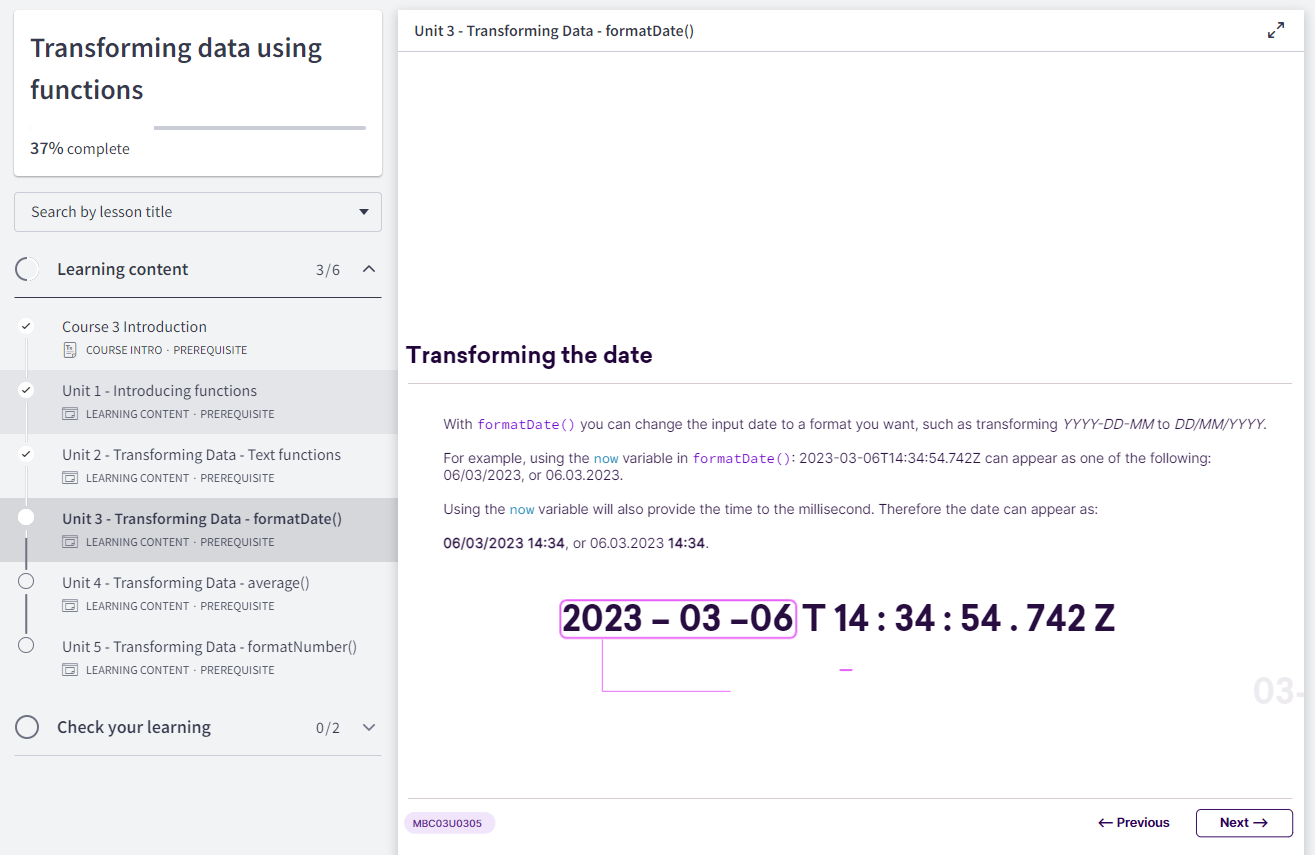 Transforming data using
functions
37% complete
Search by lesson title
Learning content 3/6
Course 3 Introduction
COURSE INTRO · PREREQUISITE
Unit 1 - Introducing functions
LEARNING CONTENT · PREREQUISITE
Unit 2 - Transforming Data - Text functions
LEARNING CONTENT · PREREQUISITE
Unit 3 - Transforming Data - formatDate()
LEARNING CONTENT · PREREQUISITE
Unit 4 - Transforming Data - average()
LEARNING CONTENT · PREREQUISITE
Unit 5 - Transforming Data - formatNumber()
LEARNING CONTENT · PREREQUISITE
Check your learning 0/2
Unit 3 - Transforming Data - formatDate()
Transforming the date
With formatDate() you can change the input date to a format you want, such as transforming YYYY-DD-MM to DD/MM/YYYY.
For example, using the now variable in formatDate(): 2023-03-06T14:34:54.742Z can appear as one of the following:
06/03/2023, or 06.03.2023.
Using the now variable will also provide the time to the millisecond. Therefore the date can appear as:
06/03/2023 14:34, or 06.03.2023 14:34.
2023 – 03 –06 T 14 : 34 : 54 . 742 Z
03-
MBC03U0305
← Previous
Next →